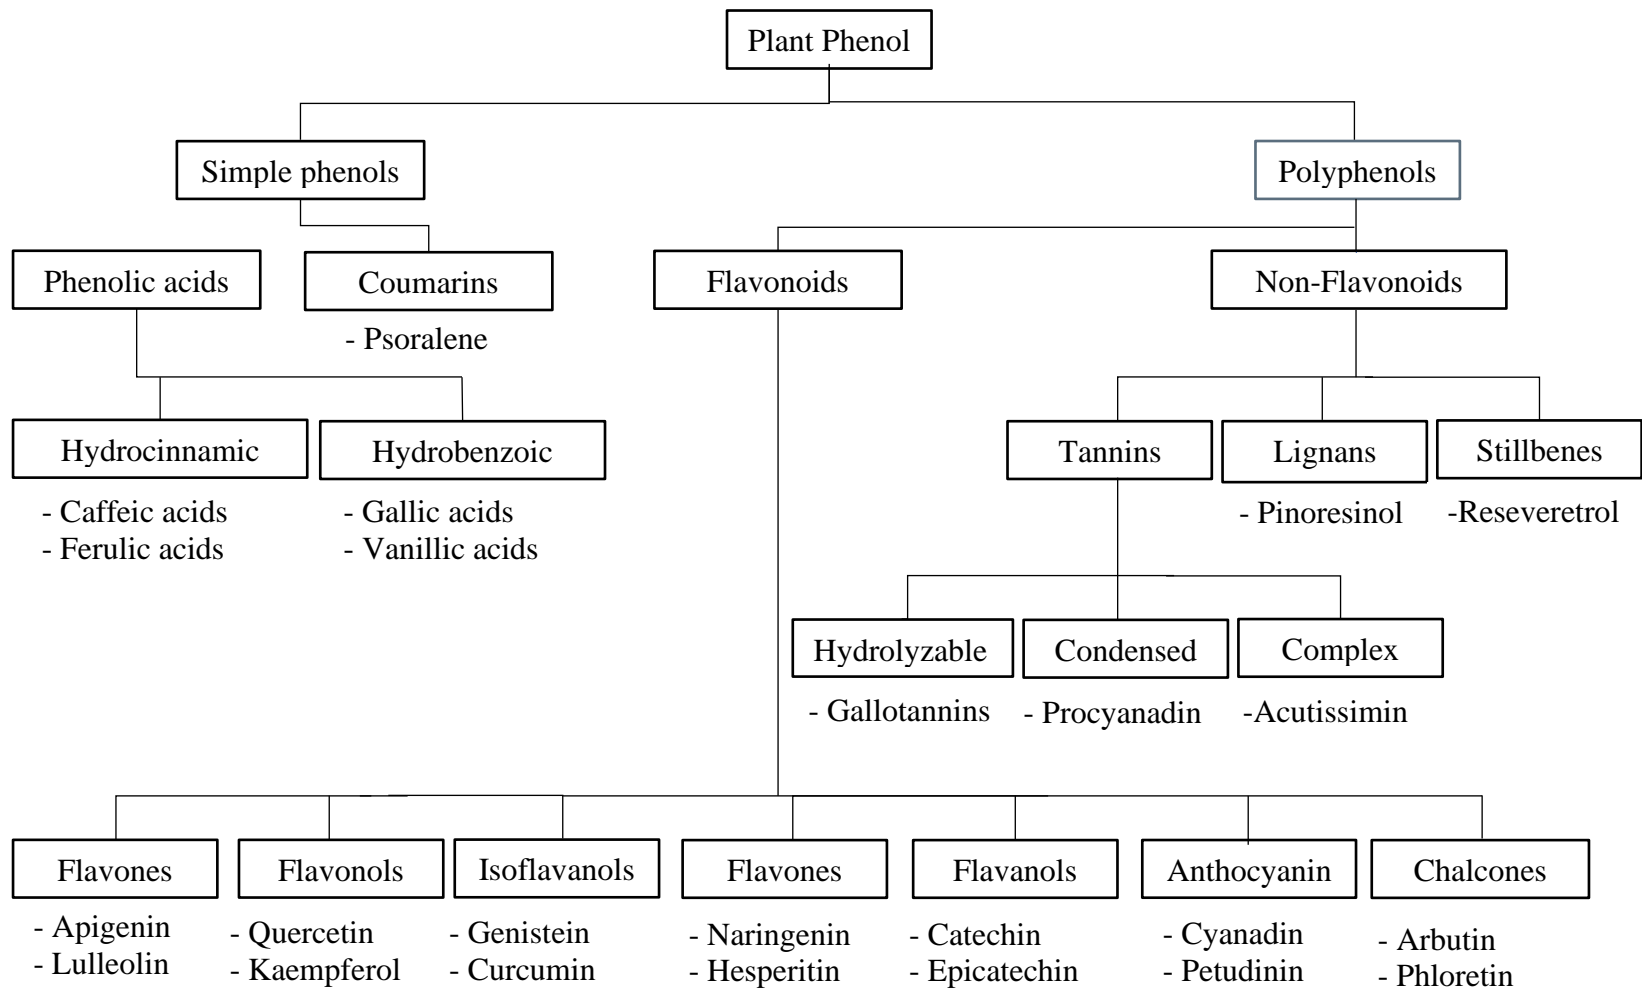 Plant Phenol
Simple phenols
Polyphenols
Phenolic acids
Coumarins
Flavonoids
Non-Flavonoids
- Psoralene
Hydrocinnamic
Hydrobenzoic
Tannins
Lignans
Stillbenes
- Caffeic acids
- Ferulic acids
- Gallic acids
- Vanillic acids
- Pinoresinol
-Reseveretrol
Hydrolyzable
Condensed
Complex
- Gallotannins
- Procyanadin
-Acutissimin
Flavones
Flavonols
Isoflavanols
Flavones
Flavanols
Anthocyanin
Chalcones
- Apigenin
- Lulleolin
- Quercetin
- Kaempferol
- Genistein
- Curcumin
- Naringenin
- Hesperitin
- Catechin
- Epicatechin
- Cyanadin
- Petudinin
- Arbutin
- Phloretin